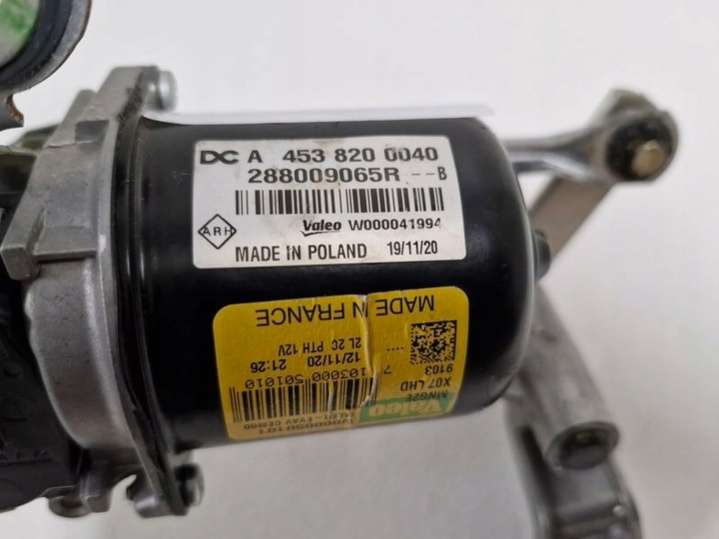 DC A 453 820 0040
288009065R --B
ARH
Valeo W000041994
MADE IN POLAND 19/11/20
MADE IN FRANCE
2L 2C PTH 12V
12/11/20 21:26
9103
X07 LHD
103000 501010
Valeo